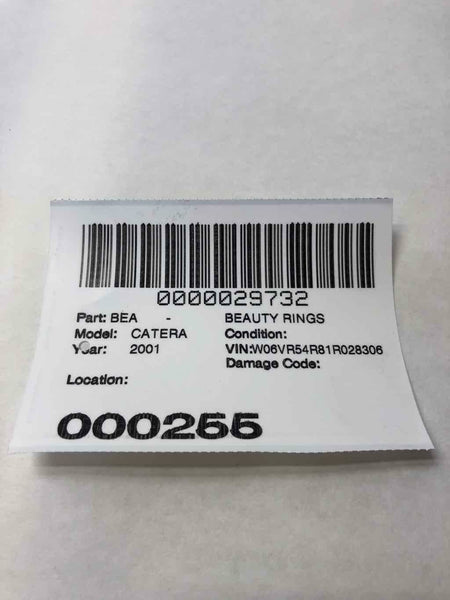 0000029732
Part: BEA - BEAUTY RINGS
Model: CATERA Condition:
Year: 2001 VIN:W06VR54R81R028306
Damage Code:
Location:
000255